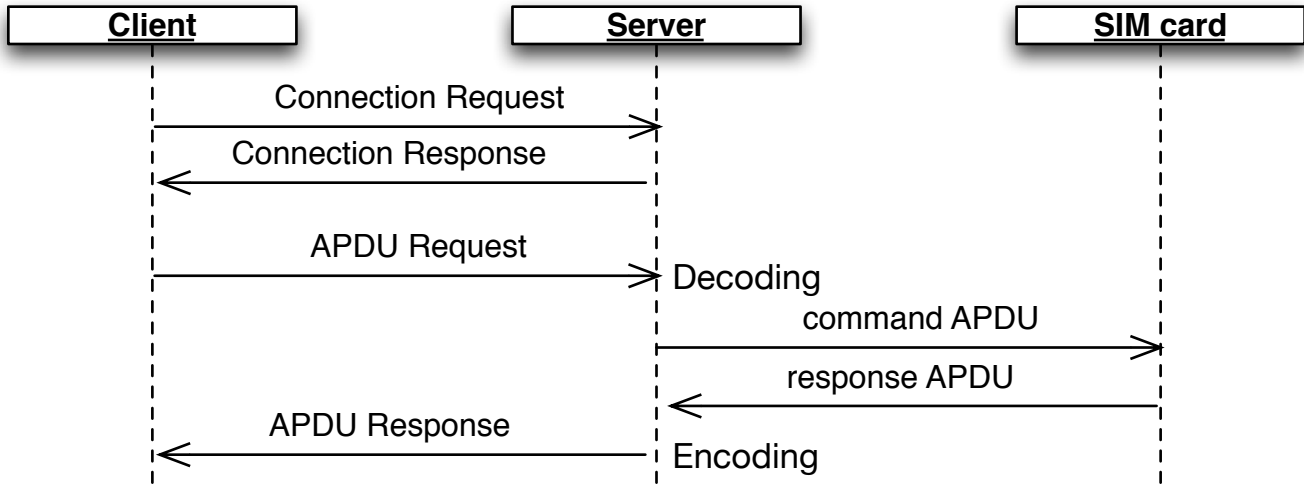 Client
Server
SIM card
Connection Request
Connection Response
APDU Request
Decoding
command APDU
response APDU
APDU Response
Encoding